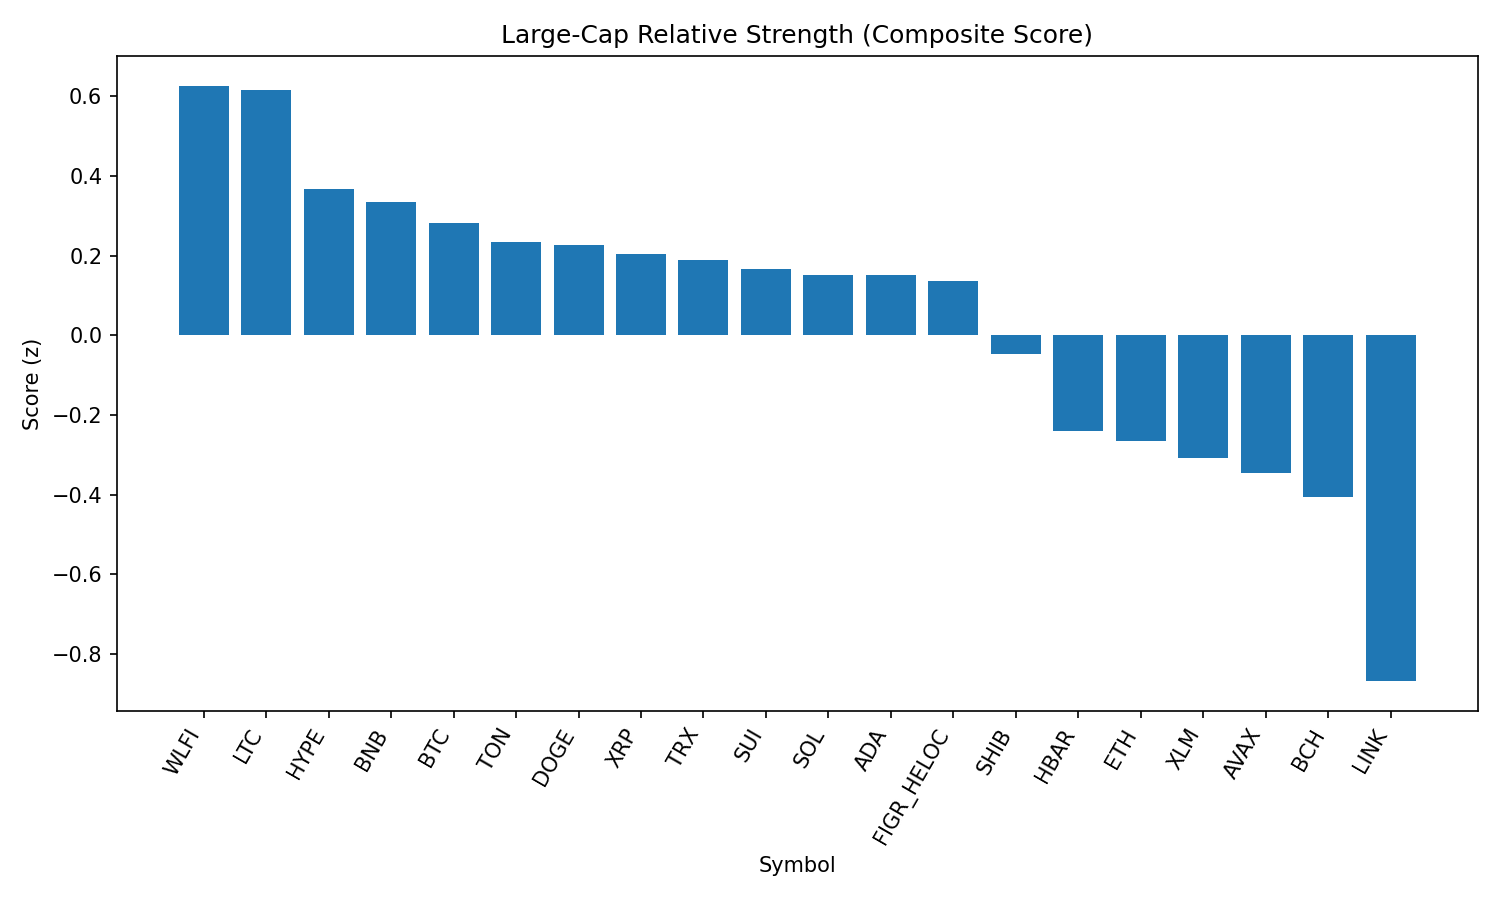 Large-Cap Relative Strength (Composite Score)
Score (z)
0.6
0.4
0.2
0.0
−0.2
−0.4
−0.6
−0.8
WLFI
LTC
HYPE
BNB
BTC
TON
DOGE
XRP
TRX
SUI
SOL
ADA
FIGR_HELOC
SHIB
HBAR
ETH
XLM
AVAX
BCH
LINK
Symbol